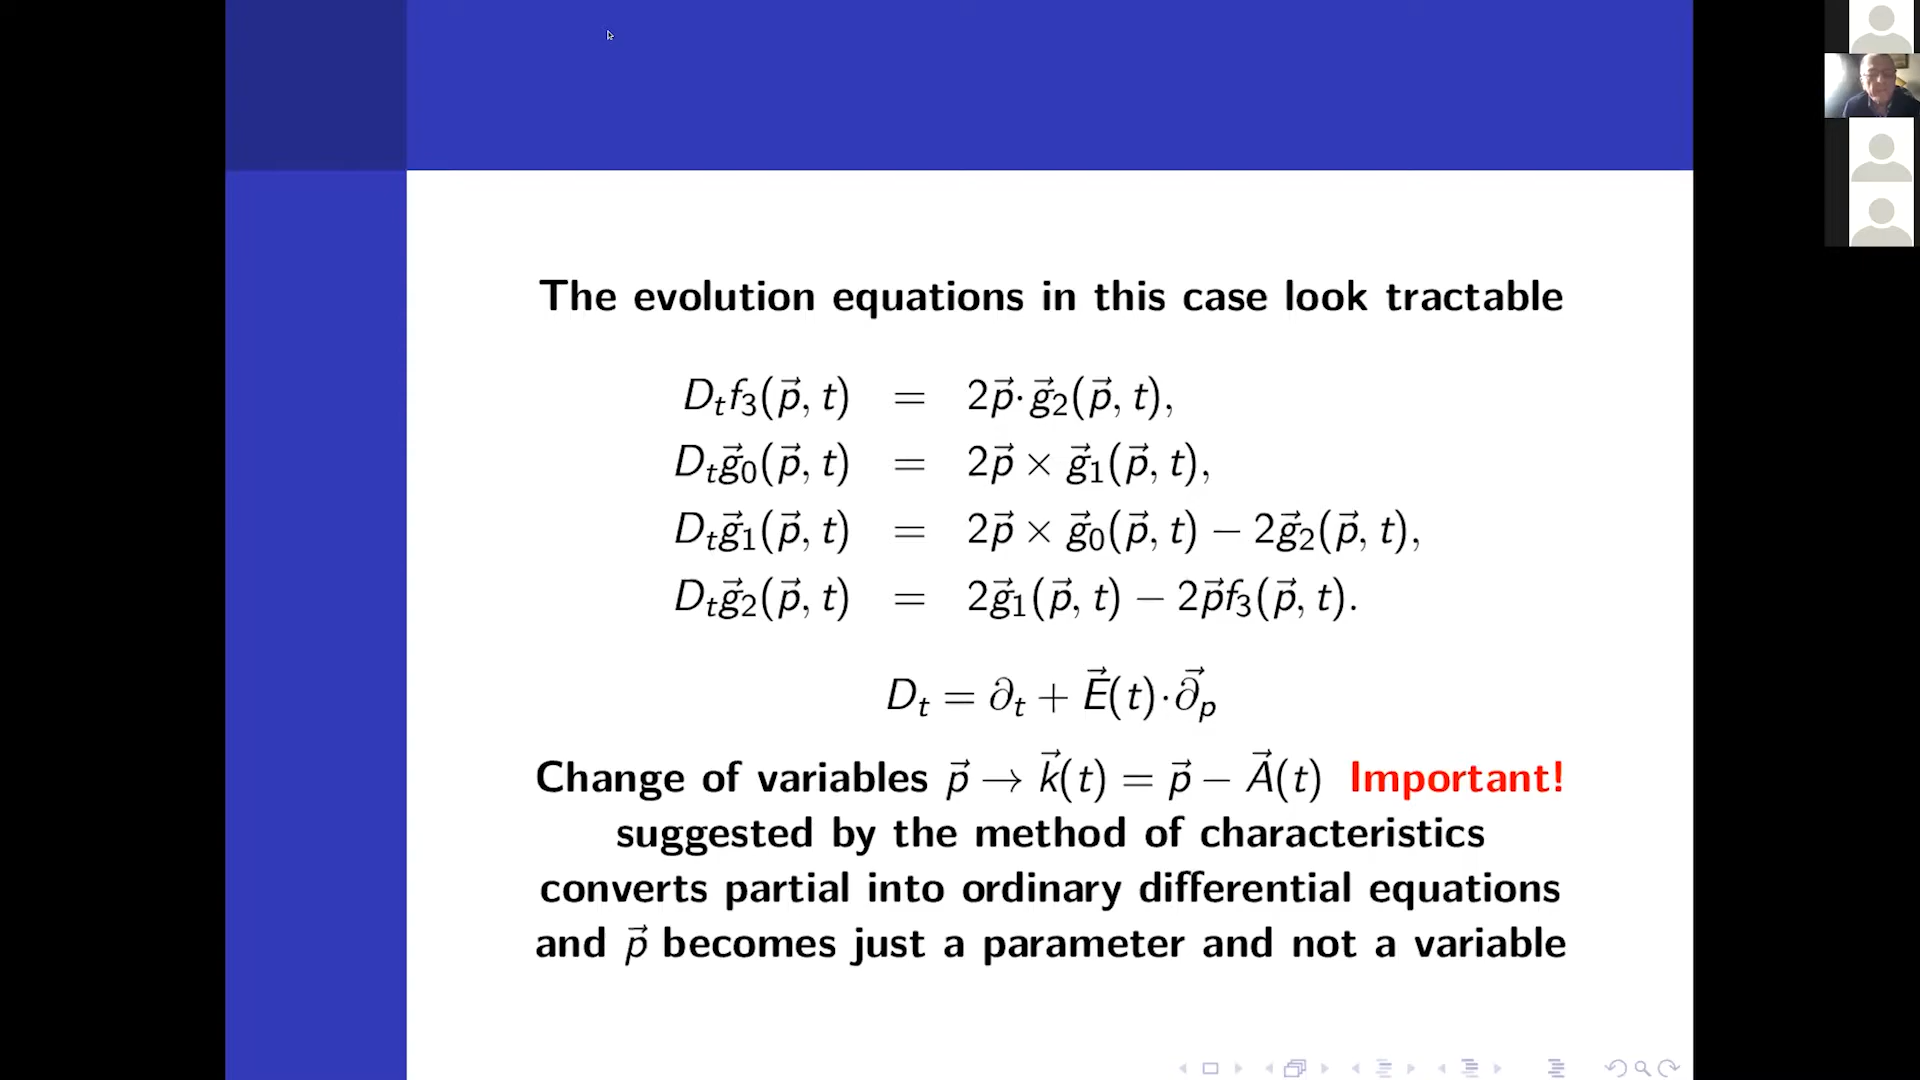 The evolution equations in this case look tractable
D_t f_3(p⃗, t) = 2p⃗·g⃗_2(p⃗, t),
D_t g⃗_0(p⃗, t) = 2p⃗ × g⃗_1(p⃗, t),
D_t g⃗_1(p⃗, t) = 2p⃗ × g⃗_0(p⃗, t) − 2g⃗_2(p⃗, t),
D_t g⃗_2(p⃗, t) = 2g⃗_1(p⃗, t) − 2p⃗f_3(p⃗, t).
D_t = ∂_t + E⃗(t)·∂⃗_p
Change of variables p⃗ → k⃗(t) = p⃗ − A⃗(t) Important!
suggested by the method of characteristics
converts partial into ordinary differential equations
and p⃗ becomes just a parameter and not a variable